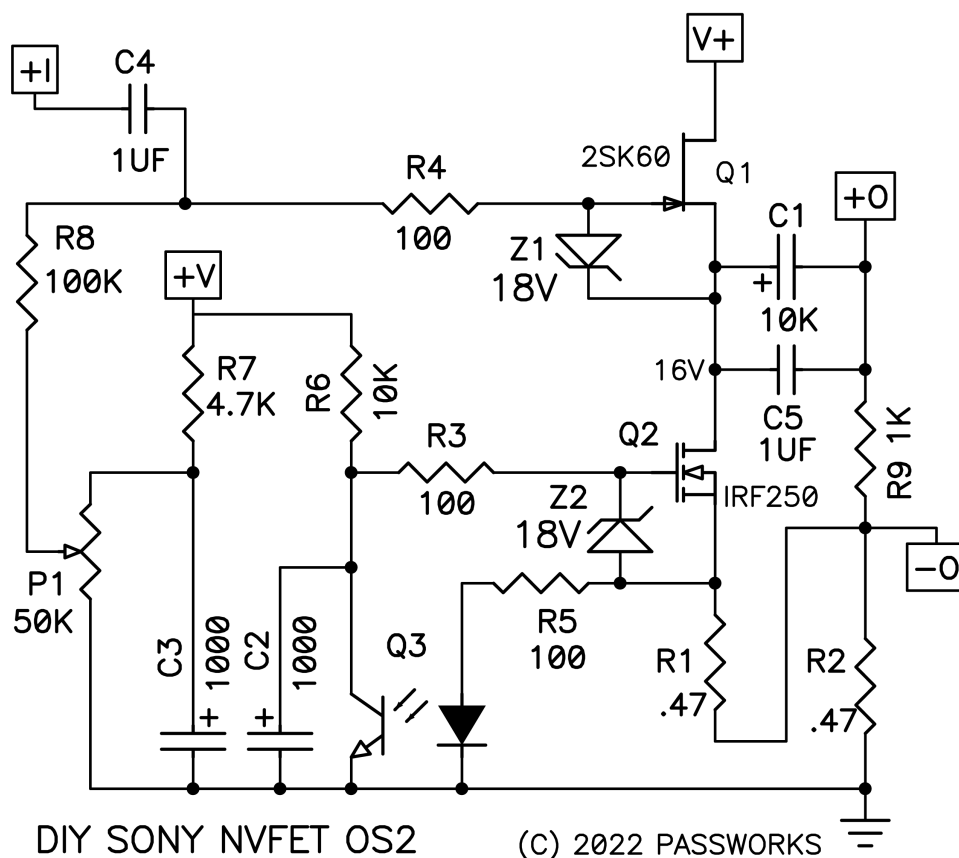 +I
C4
1UF
V+
2SK60
Q1
R4
100
+O
C1
+
10K
R8
100K
Z1
18V
+V
R7
4.7K
R6
10K
16V
C5
1UF
R3
100
Q2
IRF250
R9 1K
Z2
18V
-O
P1
50K
R5
100
C3
1000
+
C2
1000
+
Q3
R1
.47
R2
.47
DIY SONY NVFET OS2
(C) 2022 PASSWORKS